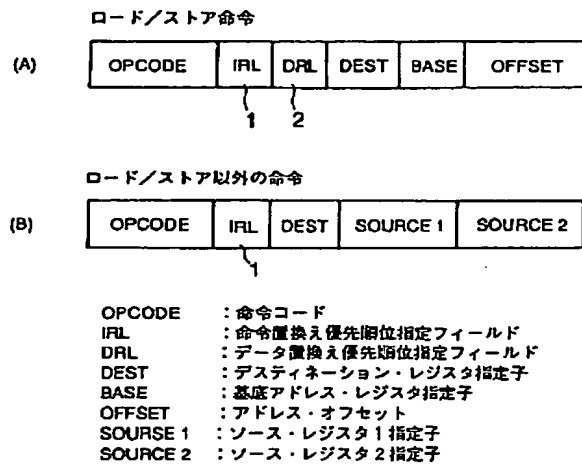 ロード/ストア命令
(A) OPCODE IRL DRL DEST BASE OFFSET
1 2
ロード/ストア以外の命令
(B) OPCODE IRL DEST SOURCE 1 SOURCE 2
1
OPCODE :命令コード
IRL :命令置換え優先順位指定フィールド
DRL :データ置換え優先順位指定フィールド
DEST :デスティネーション・レジスタ指定子
BASE :基底アドレス・レジスタ指定子
OFFSET :アドレス・オフセット
SOURSE 1 :ソース・レジスタ1指定子
SOURCE 2 :ソース・レジスタ2指定子